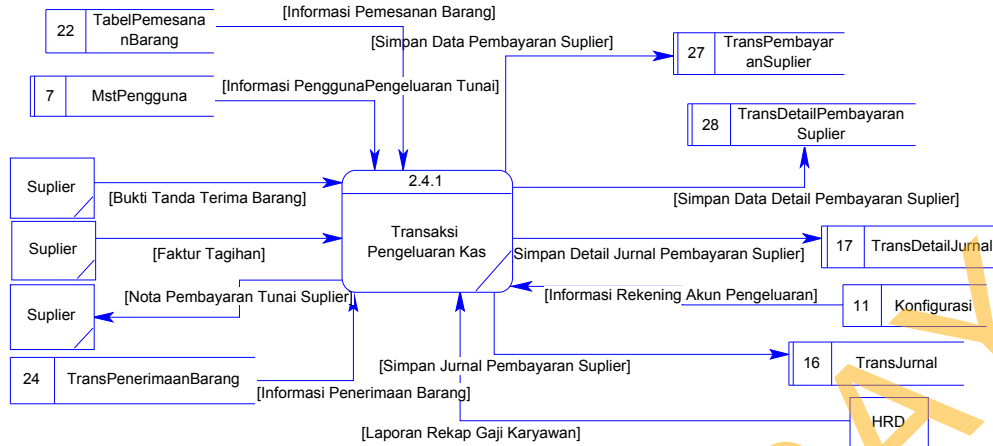 [Informasi Pemesanan Barang]
22
TabelPemesana
nBarang
[Simpan Data Pembayaran Suplier]
27
TransPembayar
anSuplier
7
MstPengguna
[Informasi PenggunaPengeluaran Tunai]
28
TransDetailPembayaran
Suplier
Suplier
[Bukti Tanda Terima Barang]
2.4.1
Transaksi
Pengeluaran Kas
[Simpan Data Detail Pembayaran Suplier]
Suplier
[Faktur Tagihan]
Simpan Detail Jurnal Pembayaran Suplier]
17
TransDetailJurnal
Suplier
[Nota Pembayaran Tunai Suplier]
[Informasi Rekening Akun Pengeluaran]
11
Konfigurasi
24
TransPenerimaanBarang
[Informasi Penerimaan Barang]
[Simpan Jurnal Pembayaran Suplier]
16
TransJurnal
[Laporan Rekap Gaji Karyawan]
HRD